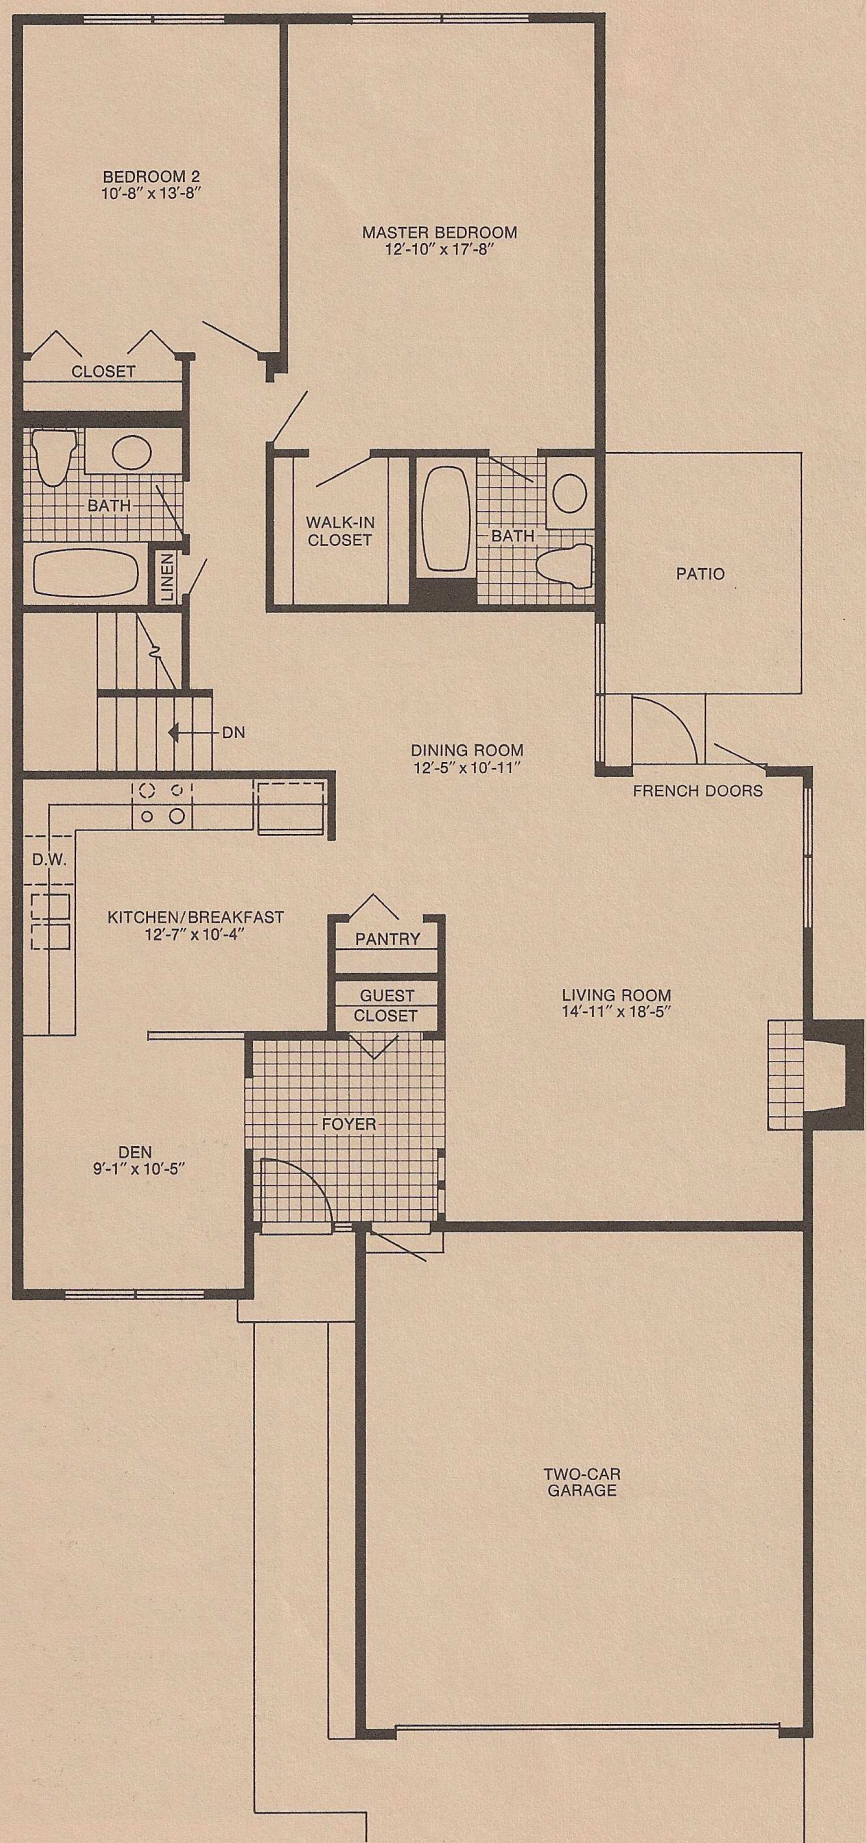 BEDROOM 2
10′-8″ x 13′-8″
MASTER BEDROOM
12′-10″ x 17′-8″
CLOSET
BATH
WALK-IN
CLOSET
BATH
LINEN
PATIO
DN
DINING ROOM
12′-5″ x 10′-11″
FRENCH DOORS
D.W.
KITCHEN/BREAKFAST
12′-7″ x 10′-4″
PANTRY
GUEST
CLOSET
LIVING ROOM
14′-11″ x 18′-5″
FOYER
DEN
9′-1″ x 10′-5″
TWO-CAR
GARAGE